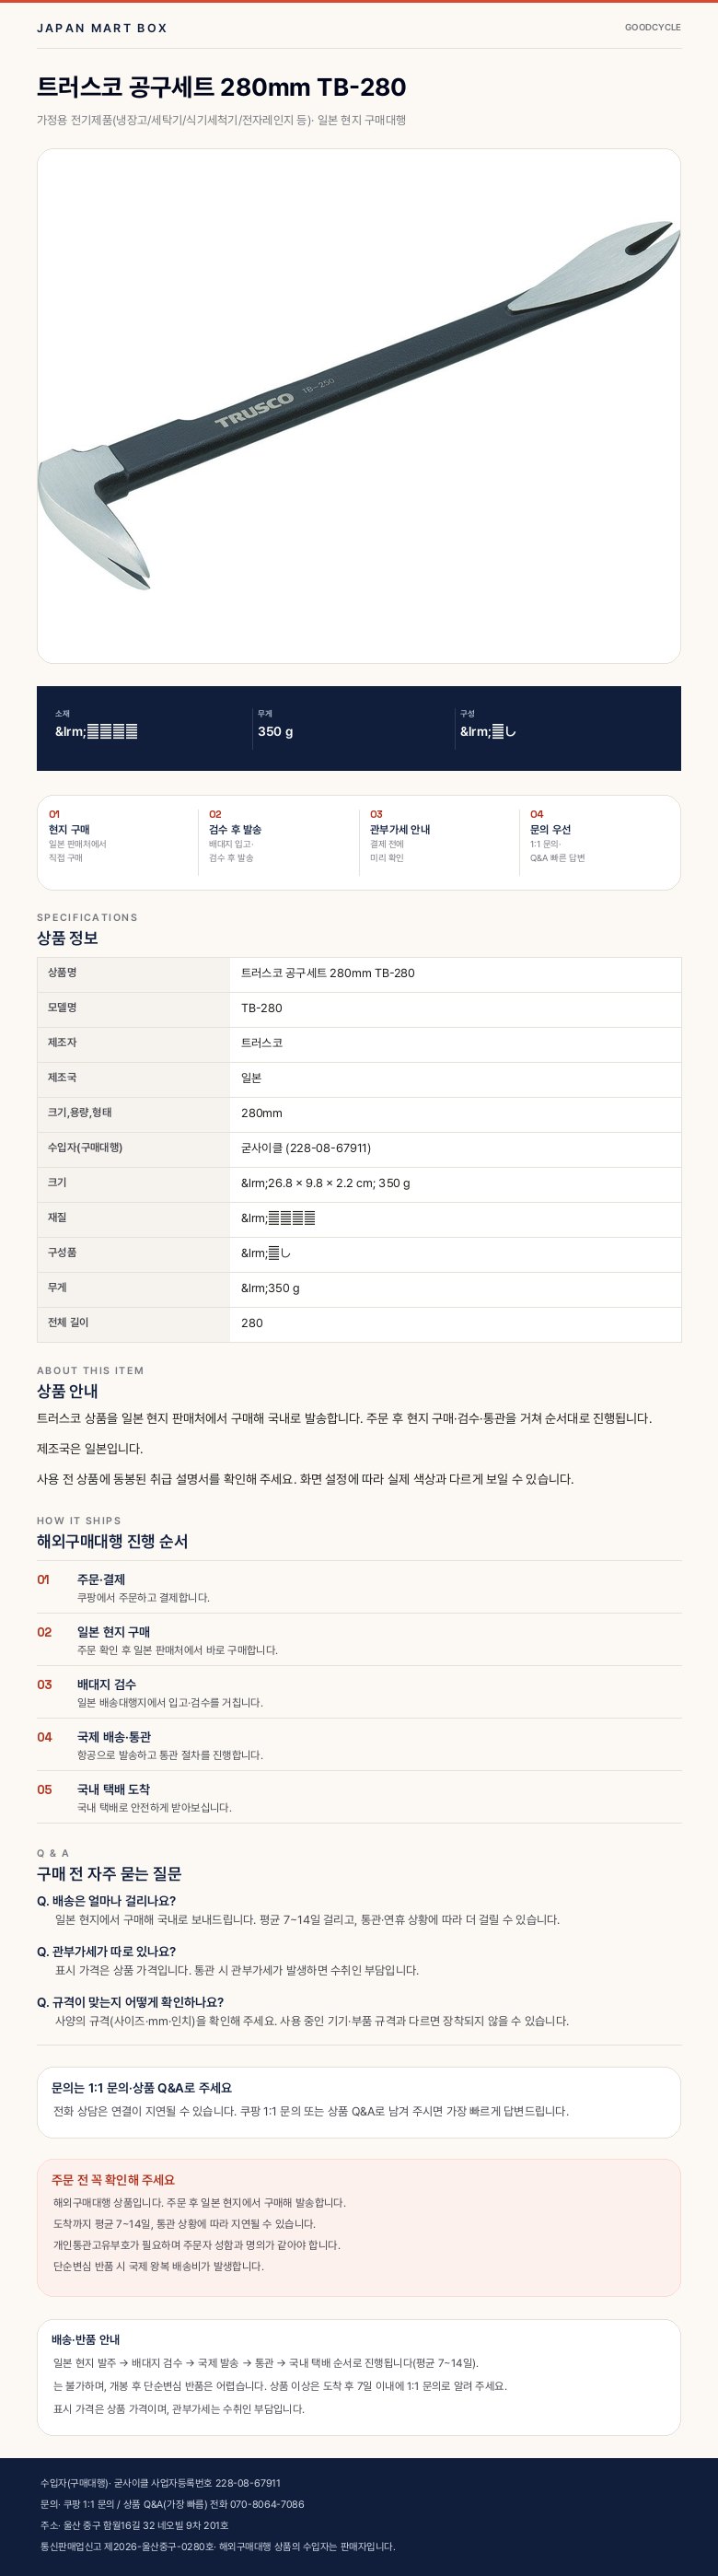 JAPAN MART BOX
GOODCYCLE
트러스코 공구세트 280mm TB-280
가정용 전기제품(냉장고/세탁기/식기세척기/전자레인지 등)· 일본 현지 구매대행
TRUSCO TB-250
소재
&lrm;
무게
350 g
구성
&lrm; し
01
현지 구매
일본 판매처에서
직접 구매
02
검수 후 발송
배대지 입고·
검수 후 발송
03
관부가세 안내
결제 전에
미리 확인
04
문의 우선
1:1 문의·
Q&A 빠른 답변
SPECIFICATIONS
상품 정보
상품명 트러스코 공구세트 280mm TB-280
모델명 TB-280
제조자 트러스코
제조국 일본
크기,용량,형태 280mm
수입자(구매대행) 굳사이클 (228-08-67911)
크기 &lrm;26.8 × 9.8 × 2.2 cm; 350 g
재질 &lrm;
구성품 &lrm; し
무게 &lrm;350 g
전체 길이 280
ABOUT THIS ITEM
상품 안내
트러스코 상품을 일본 현지 판매처에서 구매해 국내로 발송합니다. 주문 후 현지 구매·검수·통관을 거쳐 순서대로 진행됩니다.
제조국은 일본입니다.
사용 전 상품에 동봉된 취급 설명서를 확인해 주세요. 화면 설정에 따라 실제 색상과 다르게 보일 수 있습니다.
HOW IT SHIPS
해외구매대행 진행 순서
01 주문·결제
쿠팡에서 주문하고 결제합니다.
02 일본 현지 구매
주문 확인 후 일본 판매처에서 바로 구매합니다.
03 배대지 검수
일본 배송대행지에서 입고·검수를 거칩니다.
04 국제 배송·통관
항공으로 발송하고 통관 절차를 진행합니다.
05 국내 택배 도착
국내 택배로 안전하게 받아보십니다.
Q & A
구매 전 자주 묻는 질문
Q. 배송은 얼마나 걸리나요?
일본 현지에서 구매해 국내로 보내드립니다. 평균 7~14일 걸리고, 통관·연휴 상황에 따라 더 걸릴 수 있습니다.
Q. 관부가세가 따로 있나요?
표시 가격은 상품 가격입니다. 통관 시 관부가세가 발생하면 수취인 부담입니다.
Q. 규격이 맞는지 어떻게 확인하나요?
사양의 규격(사이즈·mm·인치)을 확인해 주세요. 사용 중인 기기·부품 규격과 다르면 장착되지 않을 수 있습니다.
문의는 1:1 문의·상품 Q&A로 주세요
전화 상담은 연결이 지연될 수 있습니다. 쿠팡 1:1 문의 또는 상품 Q&A로 남겨 주시면 가장 빠르게 답변드립니다.
주문 전 꼭 확인해 주세요
해외구매대행 상품입니다. 주문 후 일본 현지에서 구매해 발송합니다.
도착까지 평균 7~14일, 통관 상황에 따라 지연될 수 있습니다.
개인통관고유부호가 필요하며 주문자 성함과 명의가 같아야 합니다.
단순변심 반품 시 국제 왕복 배송비가 발생합니다.
배송·반품 안내
일본 현지 발주 → 배대지 검수 → 국제 발송 → 통관 → 국내 택배 순서로 진행됩니다(평균 7~14일).
는 불가하며, 개봉 후 단순변심 반품은 어렵습니다. 상품 이상은 도착 후 7일 이내에 1:1 문의로 알려 주세요.
표시 가격은 상품 가격이며, 관부가세는 수취인 부담입니다.
수입자(구매대행)· 굳사이클 사업자등록번호 228-08-67911
문의· 쿠팡 1:1 문의 / 상품 Q&A(가장 빠름) 전화 070-8064-7086
주소· 울산 중구 함월16길 32 네오빌 9차 201호
통신판매업신고 제2026-울산중구-0280호· 해외구매대행 상품의 수입자는 판매자입니다.